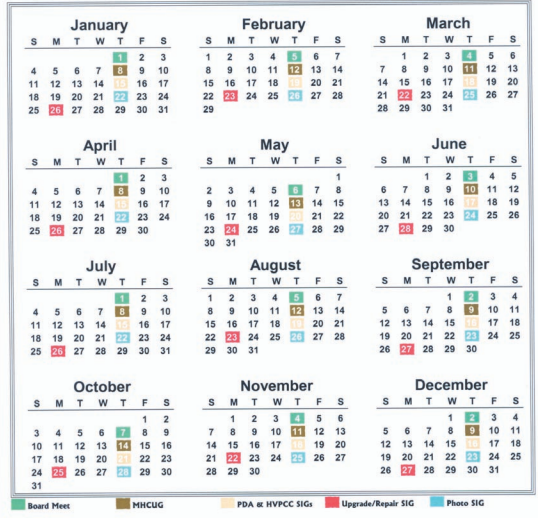 January
S M T W T F S
1 2 3
4 5 6 7 8 9 10
11 12 13 14 15 16 17
18 19 20 21 22 23 24
25 26 27 28 29 30 31
February
S M T W T F S
1 2 3 4 5 6 7
8 9 10 11 12 13 14
15 16 17 18 19 20 21
22 23 24 25 26 27 28
29
March
S M T W T F S
1 2 3 4 5 6
7 8 9 10 11 12 13
14 15 16 17 18 19 20
21 22 23 24 25 26 27
28 29 30 31
April
S M T W T F S
1 2 3
4 5 6 7 8 9 10
11 12 13 14 15 16 17
18 19 20 21 22 23 24
25 26 27 28 29 30
May
S M T W T F S
1
2 3 4 5 6 7 8
9 10 11 12 13 14 15
16 17 18 19 20 21 22
23 24 25 26 27 28 29
30 31
June
S M T W T F S
1 2 3 4 5
6 7 8 9 10 11 12
13 14 15 16 17 18 19
20 21 22 23 24 25 26
27 28 29 30
July
S M T W T F S
1 2 3
4 5 6 7 8 9 10
11 12 13 14 15 16 17
18 19 20 21 22 23 24
25 26 27 28 29 30 31
August
S M T W T F S
1 2 3 4 5 6 7
8 9 10 11 12 13 14
15 16 17 18 19 20 21
22 23 24 25 26 27 28
29 30 31
September
S M T W T F S
1 2 3 4
5 6 7 8 9 10 11
12 13 14 15 16 17 18
19 20 21 22 23 24 25
26 27 28 29 30
October
S M T W T F S
1 2
3 4 5 6 7 8 9
10 11 12 13 14 15 16
17 18 19 20 21 22 23
24 25 26 27 28 29 30
31
November
S M T W T F S
1 2 3 4 5 6
7 8 9 10 11 12 13
14 15 16 17 18 19 20
21 22 23 24 25 26 27
28 29 30
December
S M T W T F S
1 2 3 4
5 6 7 8 9 10 11
12 13 14 15 16 17 18
19 20 21 22 23 24 25
26 27 28 29 30 31
Board Meet MHCUG PDA & HVPCC SIGs Upgrade/Repair SIG Photo SIG